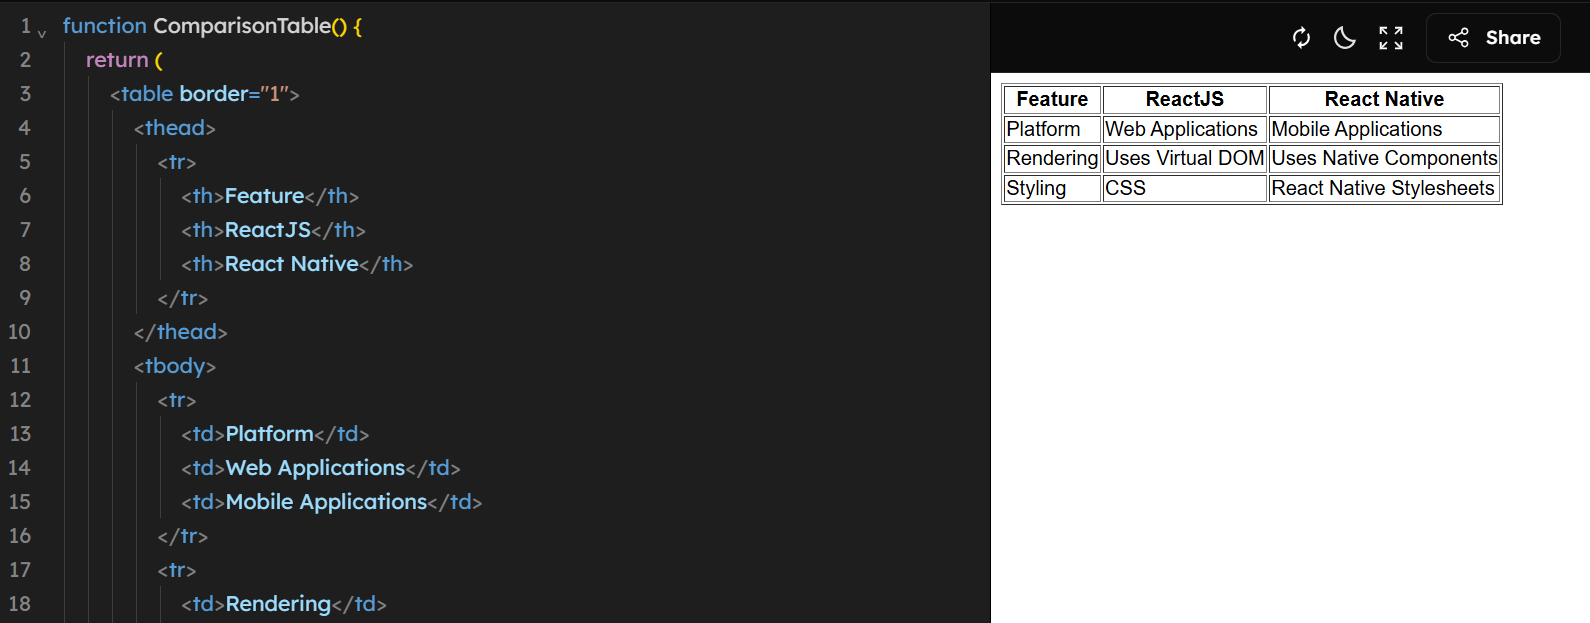 1 function ComparisonTable() {
2 return (
3 <table border="1">
4 <thead>
5 <tr>
6 <th>Feature</th>
7 <th>ReactJS</th>
8 <th>React Native</th>
9 </tr>
10 </thead>
11 <tbody>
12 <tr>
13 <td>Platform</td>
14 <td>Web Applications</td>
15 <td>Mobile Applications</td>
16 </tr>
17 <tr>
18 <td>Rendering</td>
Share
Feature ReactJS React Native
Platform Web Applications Mobile Applications
Rendering Uses Virtual DOM Uses Native Components
Styling CSS React Native Stylesheets